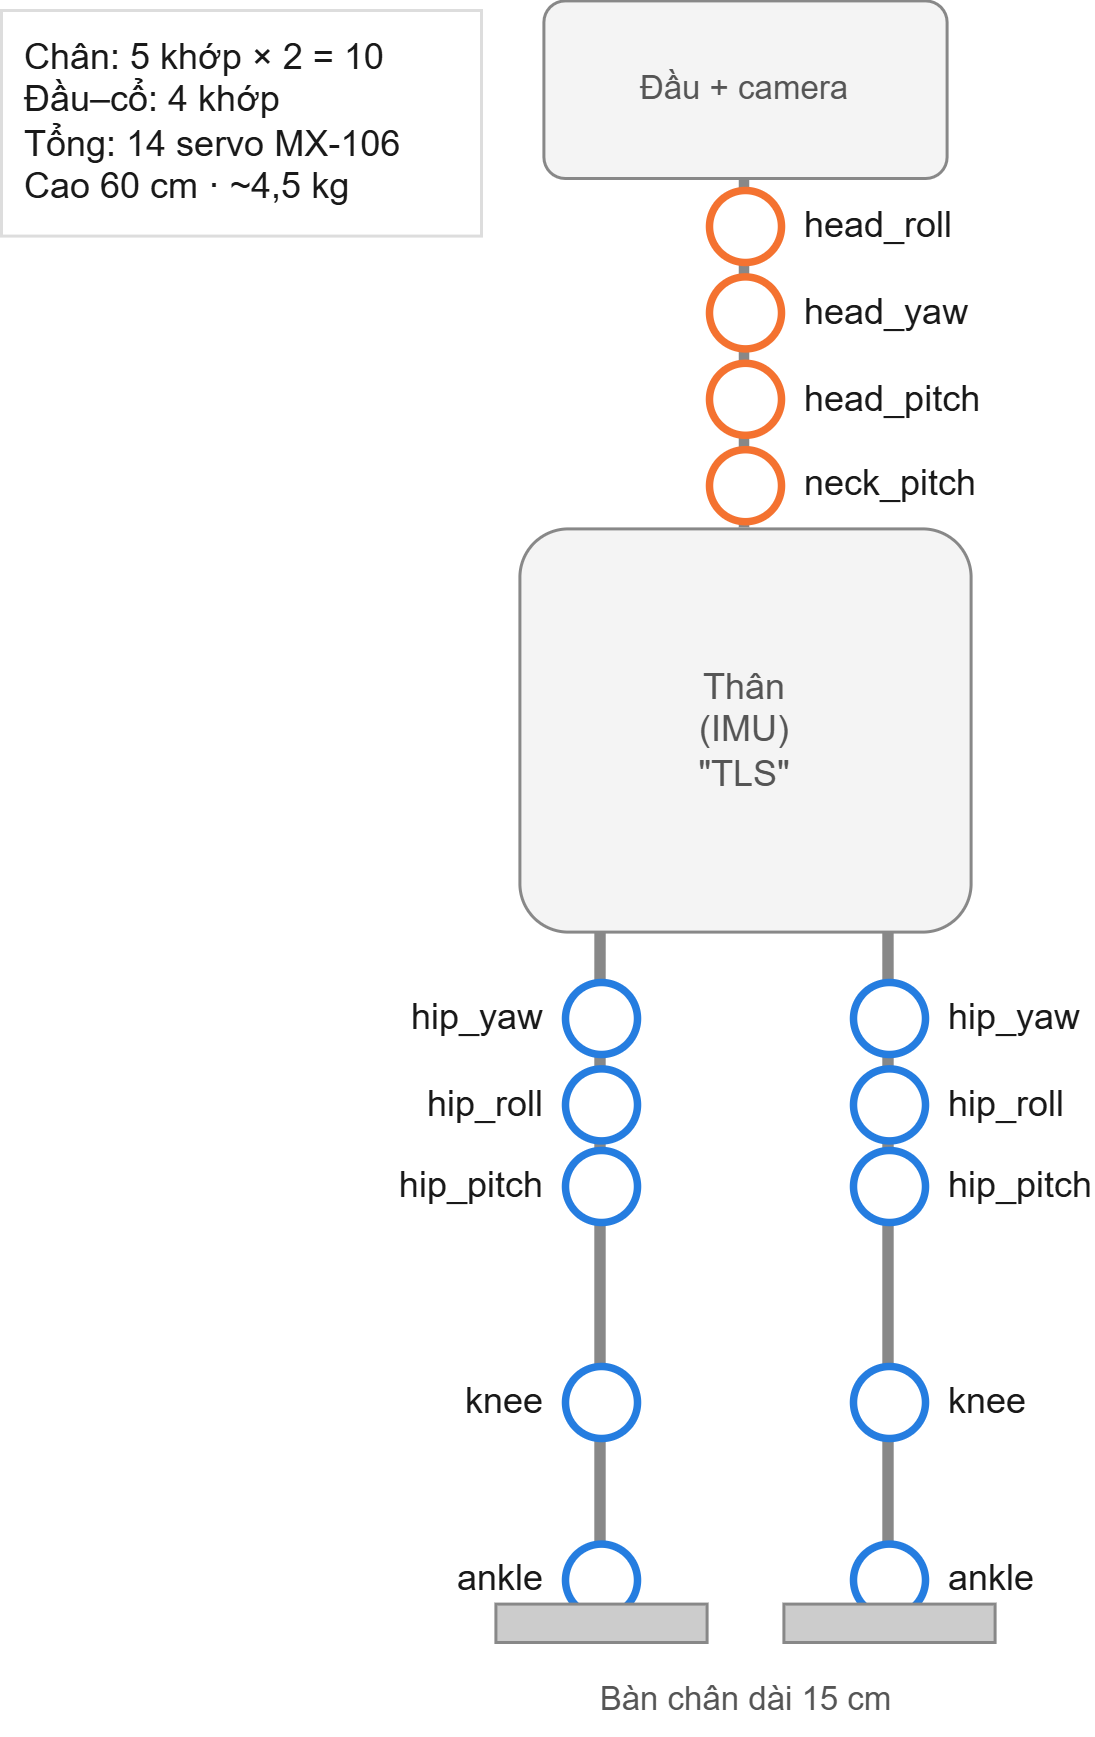 Chân: 5 khớp × 2 = 10
Đầu–cổ: 4 khớp
Tổng: 14 servo MX-106
Cao 60 cm · ~4,5 kg
Đầu + camera
head_roll
head_yaw
head_pitch
neck_pitch
Thân
(IMU)
"TLS"
hip_yaw
hip_yaw
hip_roll
hip_roll
hip_pitch
hip_pitch
knee
knee
ankle
ankle
Bàn chân dài 15 cm